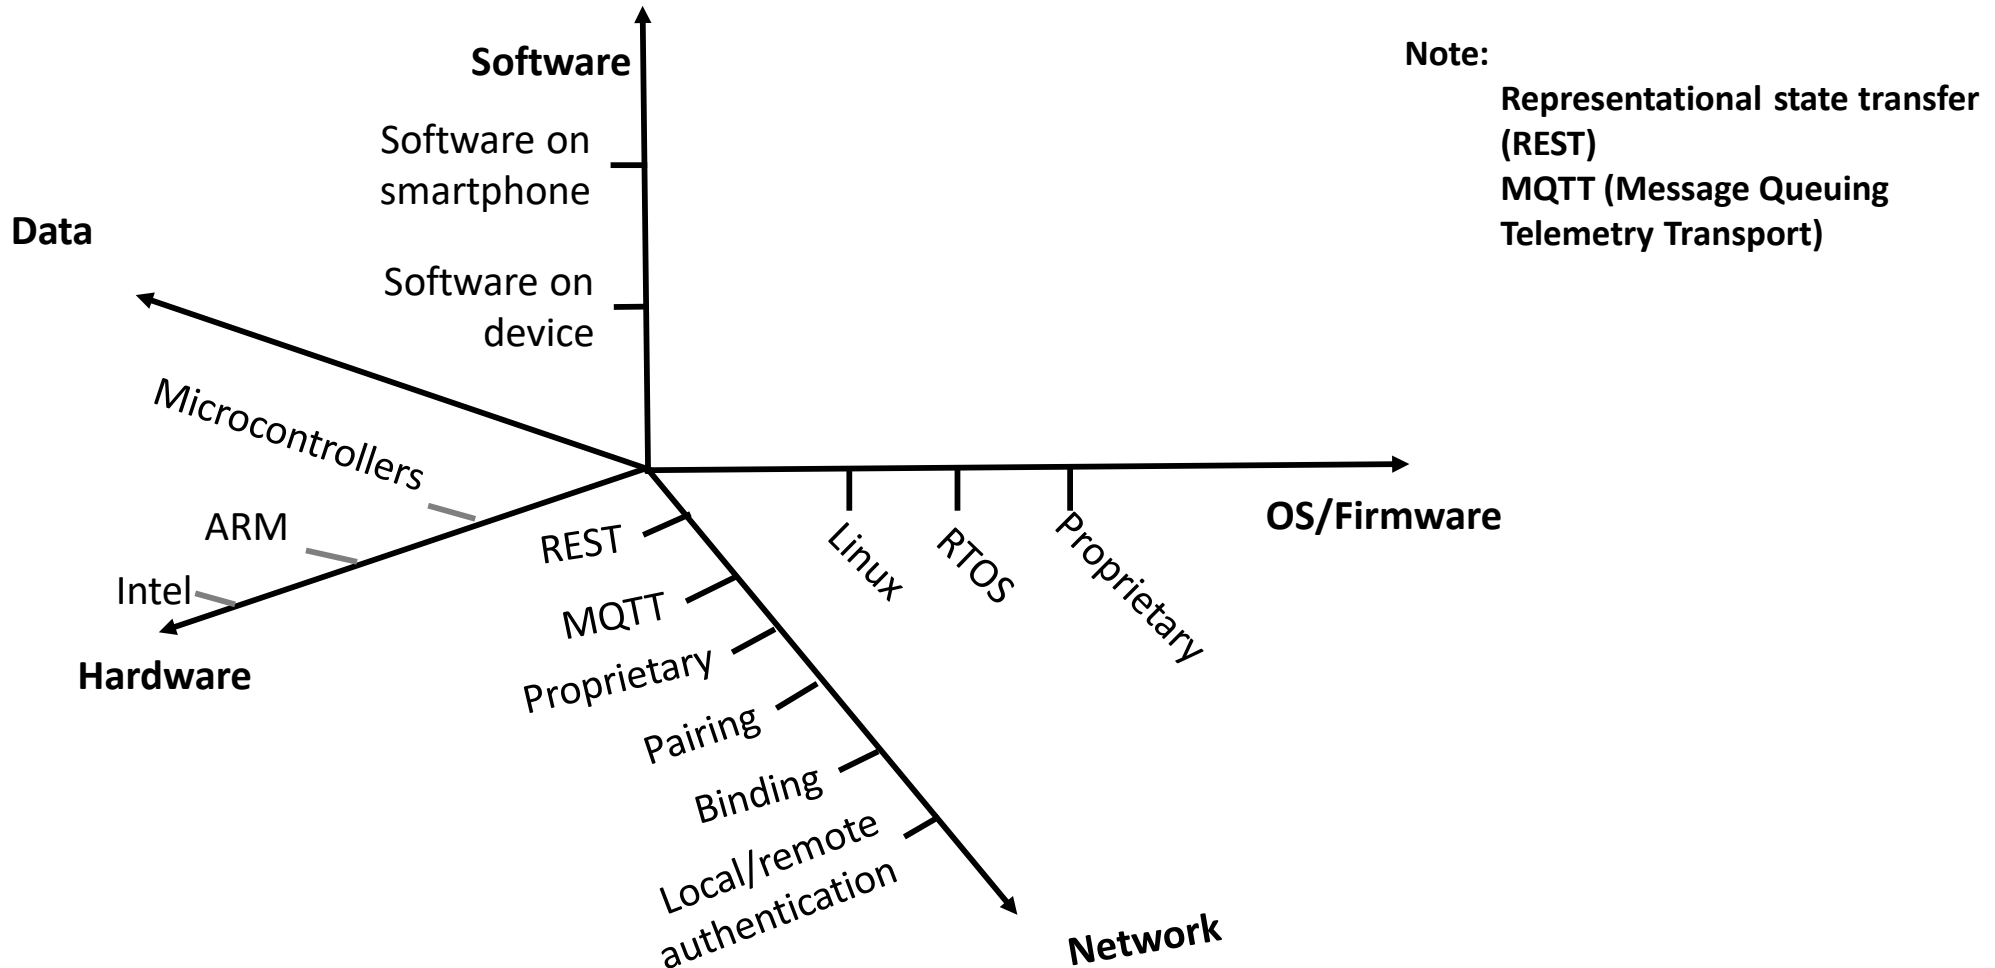 Software
Software on
smartphone
Software on
device
Data
Microcontrollers
ARM
Intel
Hardware
REST
MQTT
Proprietary
Pairing
Binding
Local/remote
authentication
Network
Linux
RTOS
Proprietary
OS/Firmware
Note:
Representational state transfer
(REST)
MQTT (Message Queuing
Telemetry Transport)